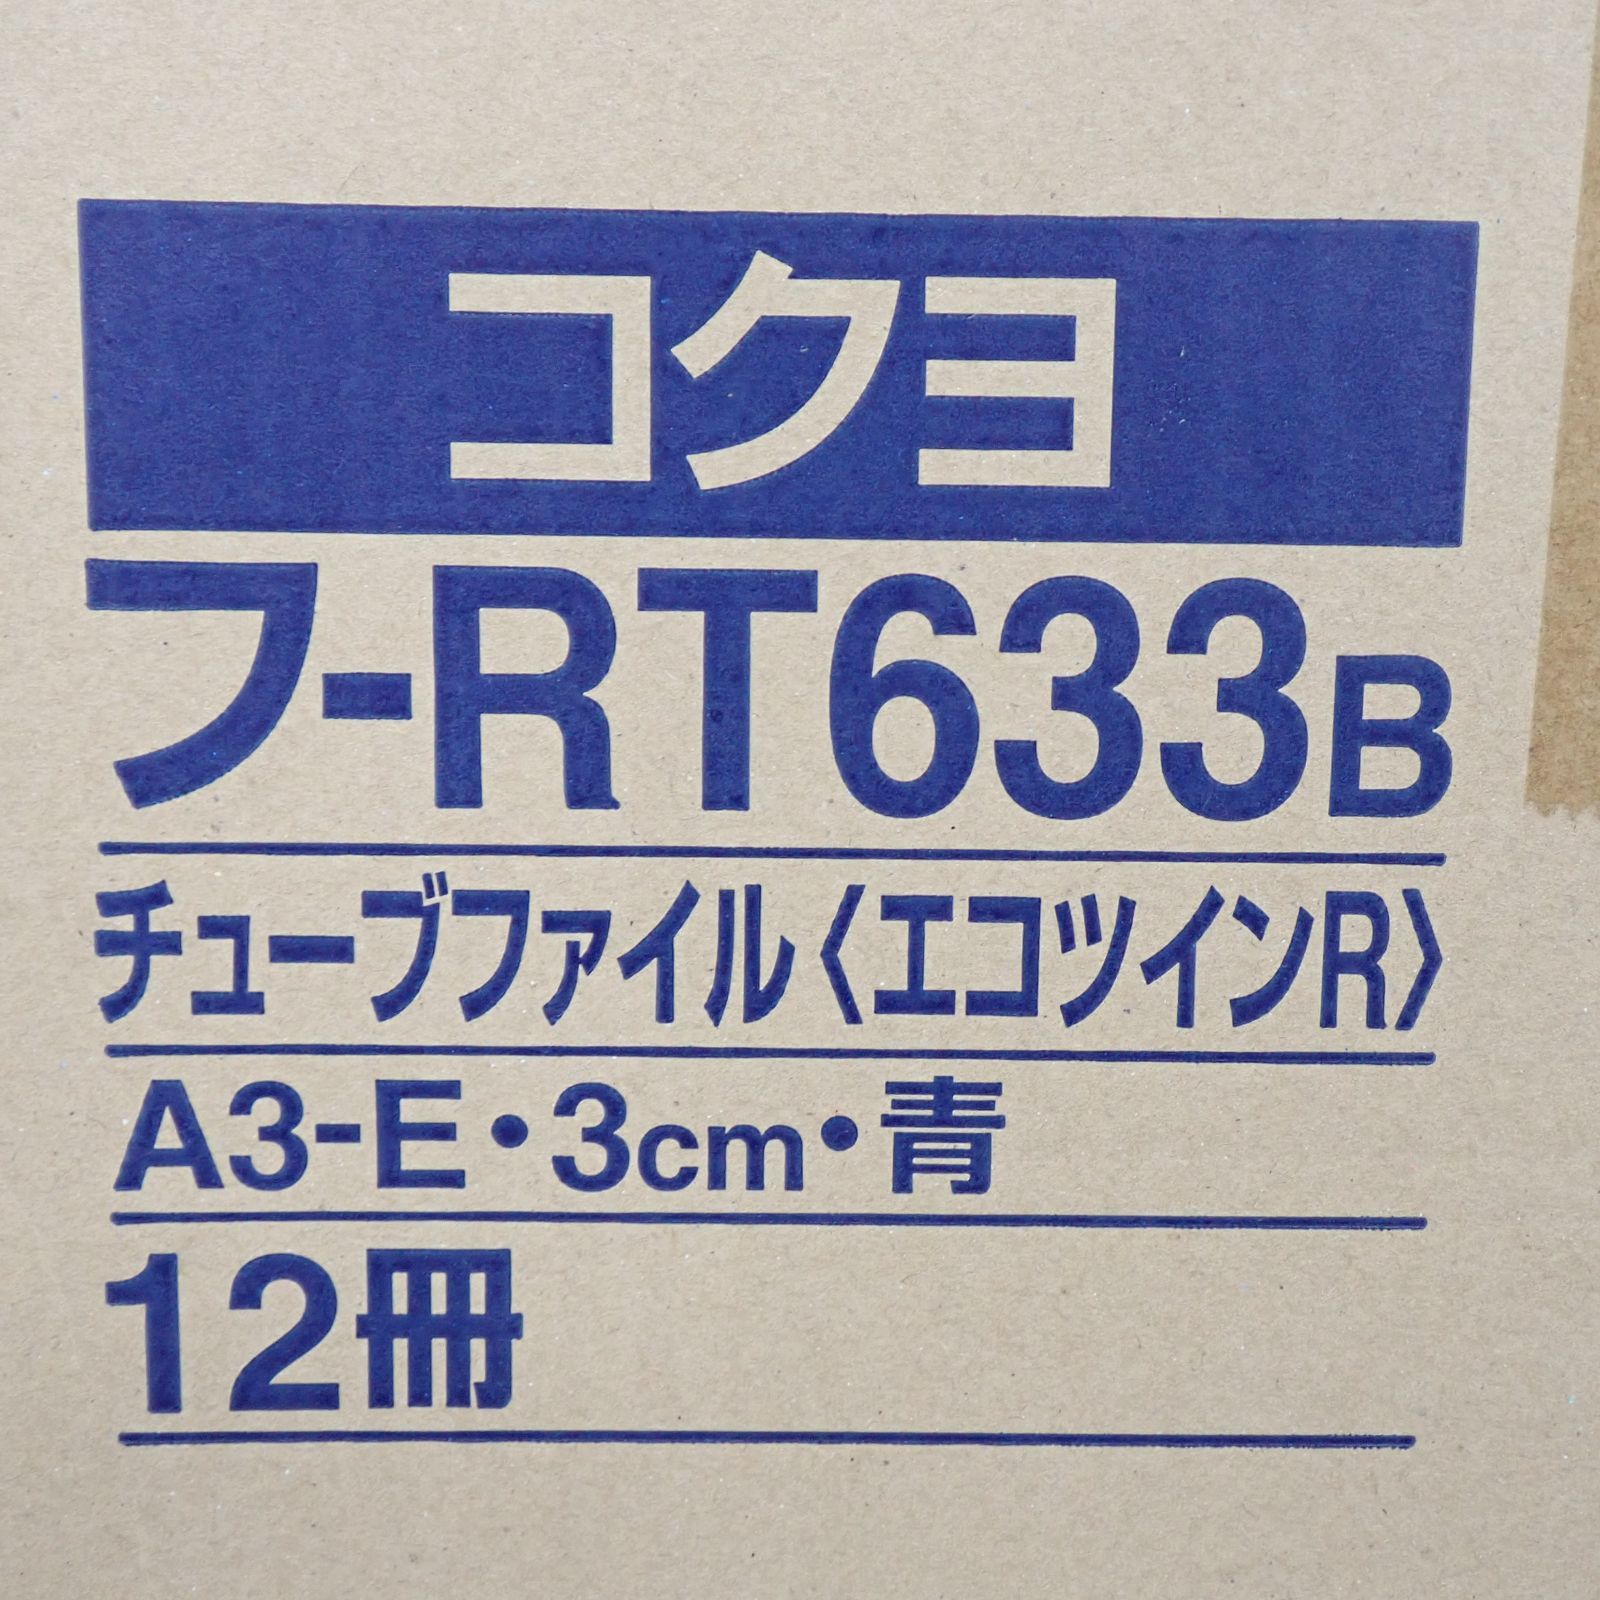 コクヨ
フ-RT633B
チューブファイル〈エコツインR〉
A3-E・3cm・青
12冊